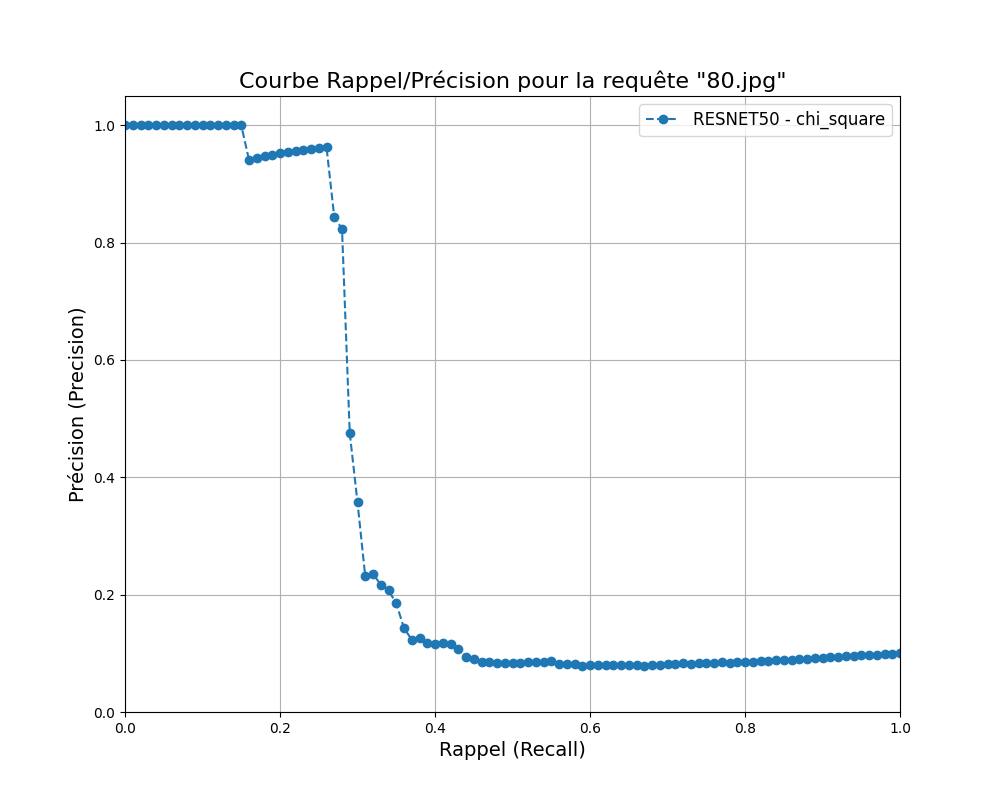 Courbe Rappel/Précision pour la requête "80.jpg"
RESNET50 - chi_square
Précision (Precision)
1.0
0.8
0.6
0.4
0.2
0.0
0.0 0.2 0.4 0.6 0.8 1.0
Rappel (Recall)